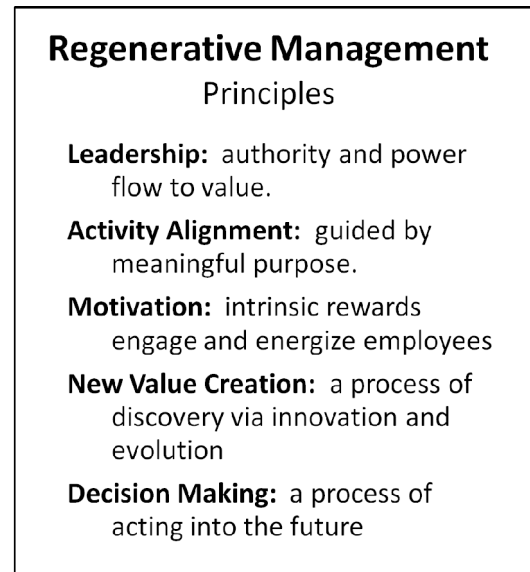 Regenerative Management
Principles
Leadership: authority and power
flow to value.
Activity Alignment: guided by
meaningful purpose.
Motivation: intrinsic rewards
engage and energize employees
New Value Creation: a process of
discovery via innovation and
evolution
Decision Making: a process of
acting into the future